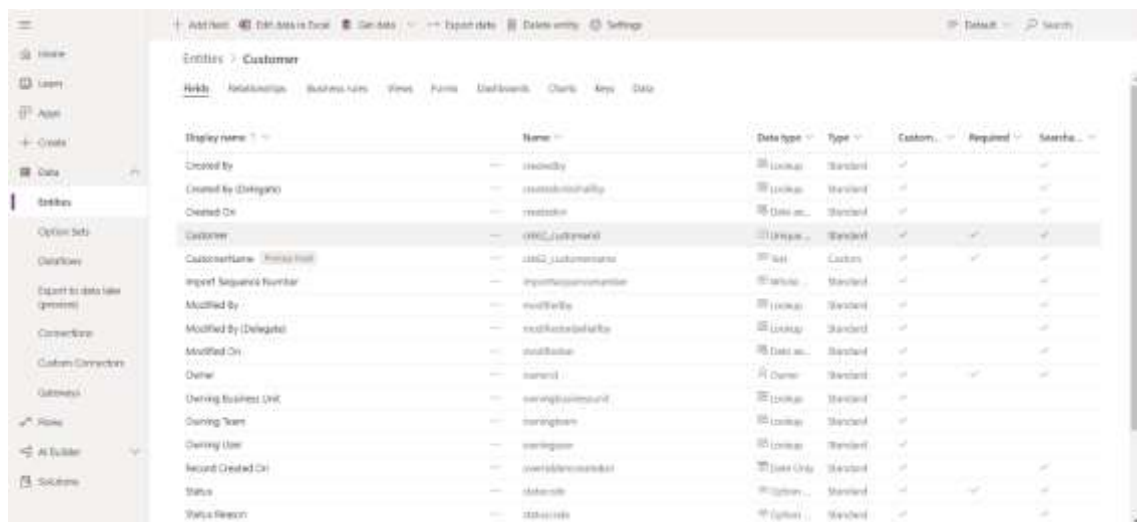 + Add field Edit data in Excel Get data Export data Delete entity Settings Default Search
Home
Learn
Apps
+ Create
Data
Entities
Option Sets
Dataflows
Export to data lake
(preview)
Connections
Custom Connectors
Gateways
Flows
AI Builder
Solutions
Entities > Customer
Fields Relationships Business rules Views Forms Dashboards Charts Keys Data
Display name ↑ Name Data type Type Custom... Required Searcha...
Created By ... createdby Lookup Standard
Created By (Delegate) ... createdonbehalfby Lookup Standard
Created On ... createdon Date an... Standard
Customer ... Unique... Standard
CustomerName Primary Field ... Text Custom
Import Sequence Number ... importsequencenumber Whole... Standard
Modified By ... modifiedby Lookup Standard
Modified By (Delegate) ... modifiedonbehalfby Lookup Standard
Modified On ... modifiedon Date an... Standard
Owner ... ownerid Owner Standard
Owning Business Unit ... owningbusinessunit Lookup Standard
Owning Team ... owningteam Lookup Standard
Owning User ... owninguser Lookup Standard
Record Created On ... overriddencreatedon Date Only Standard
Status ... Option... Standard
Status Reason ... statuscode Option... Standard